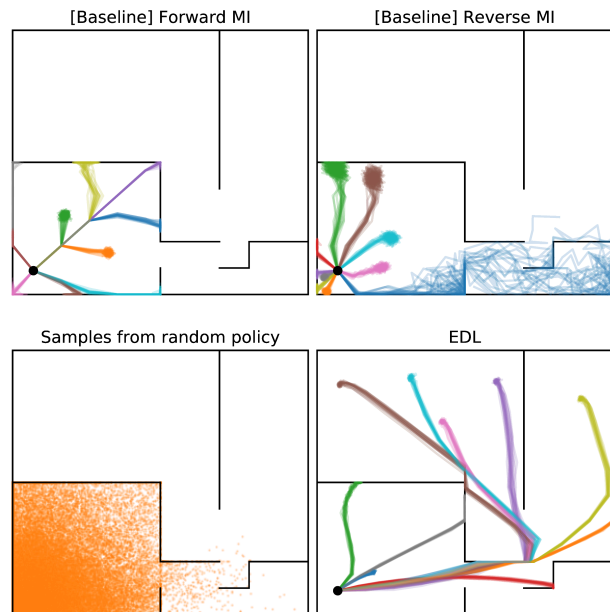 [Baseline] Forward MI
[Baseline] Reverse MI
Samples from random policy
EDL